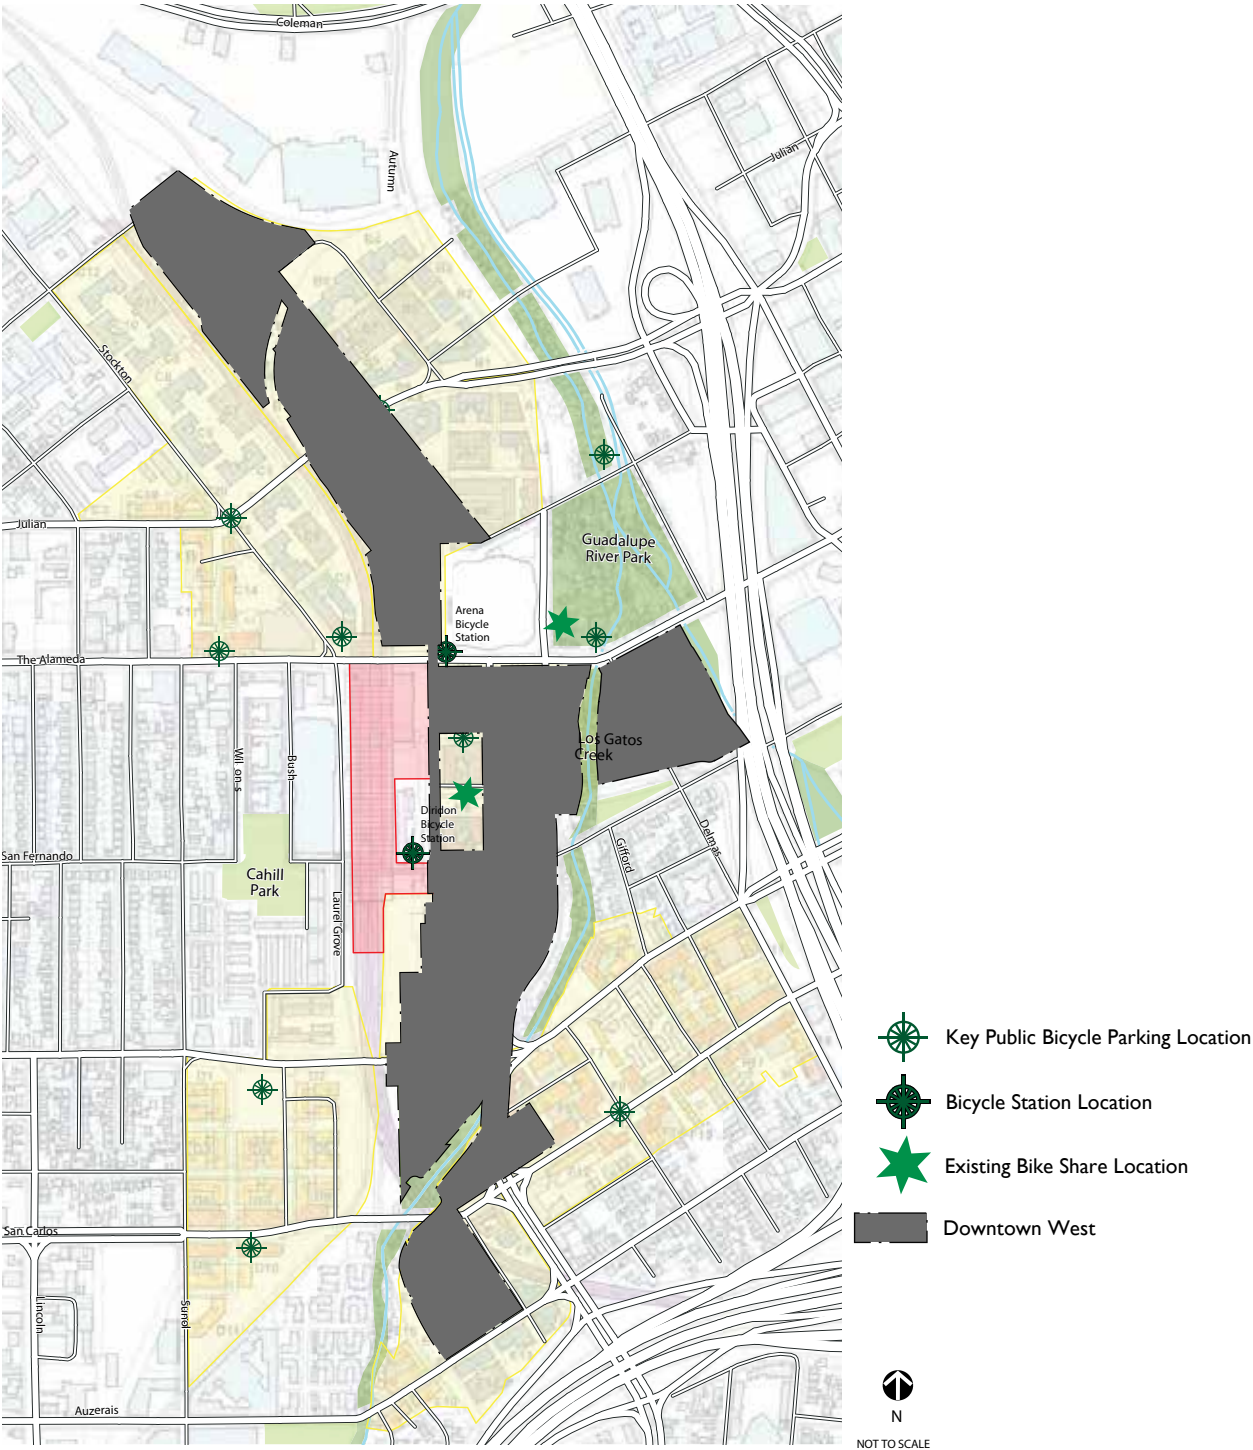 Coleman
Julian
Autumn
Stockton
Guadalupe
River Park
Julian
Arena
Bicycle
Station
The Alameda
Los Gatos
Creek
Wil on s
Bush
Diridon
Bicycle
Station
Gifford
Delmas
San Fernando
Cahill
Park
Laurel Grove
Key Public Bicycle Parking Location
Bicycle Station Location
Existing Bike Share Location
Downtown West
San Carlos
Lincoln
Sunol
Auzerais
N
NOT TO SCALE